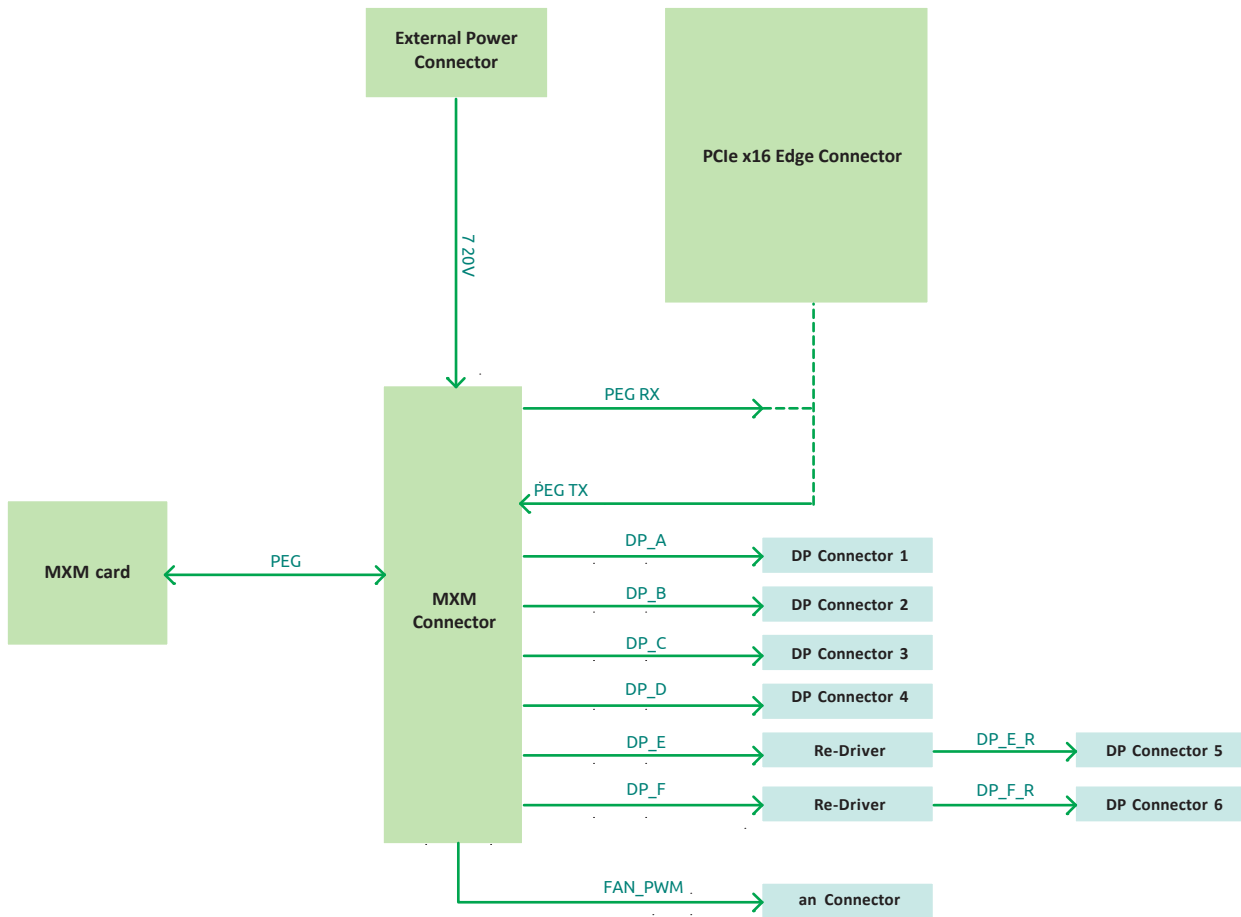 External Power
Connector
PCIe x16 Edge Connector
7 20V
PEG RX
PEG TX
MXM card
PEG
MXM
Connector
DP_A
DP Connector 1
DP_B
DP Connector 2
DP_C
DP Connector 3
DP_D
DP Connector 4
DP_E
Re-Driver
DP_E_R
DP Connector 5
DP_F
Re-Driver
DP_F_R
DP Connector 6
FAN_PWM
an Connector